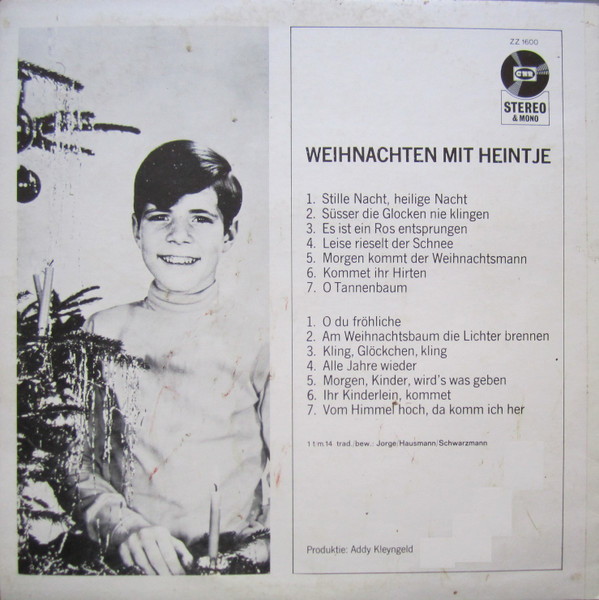 ZZ 1600
CNR
STEREO
& MONO
WEIHNACHTEN MIT HEINTJE
1. Stille Nacht, heilige Nacht
2. Süsser die Glocken nie klingen
3. Es ist ein Ros entsprungen
4. Leise rieselt der Schnee
5. Morgen kommt der Weihnachtsmann
6. Kommet ihr Hirten
7. O Tannenbaum
1. O du fröhliche
2. Am Weihnachtsbaum die Lichter brennen
3. Kling, Glöckchen, kling
4. Alle Jahre wieder
5. Morgen, Kinder, wird's was geben
6. Ihr Kinderlein, kommet
7. Vom Himmel hoch, da komm ich her
1 t m.14 trad./bew.: Jorge/Hausmann/Schwarzmann
Produktie: Addy Kleyngeld